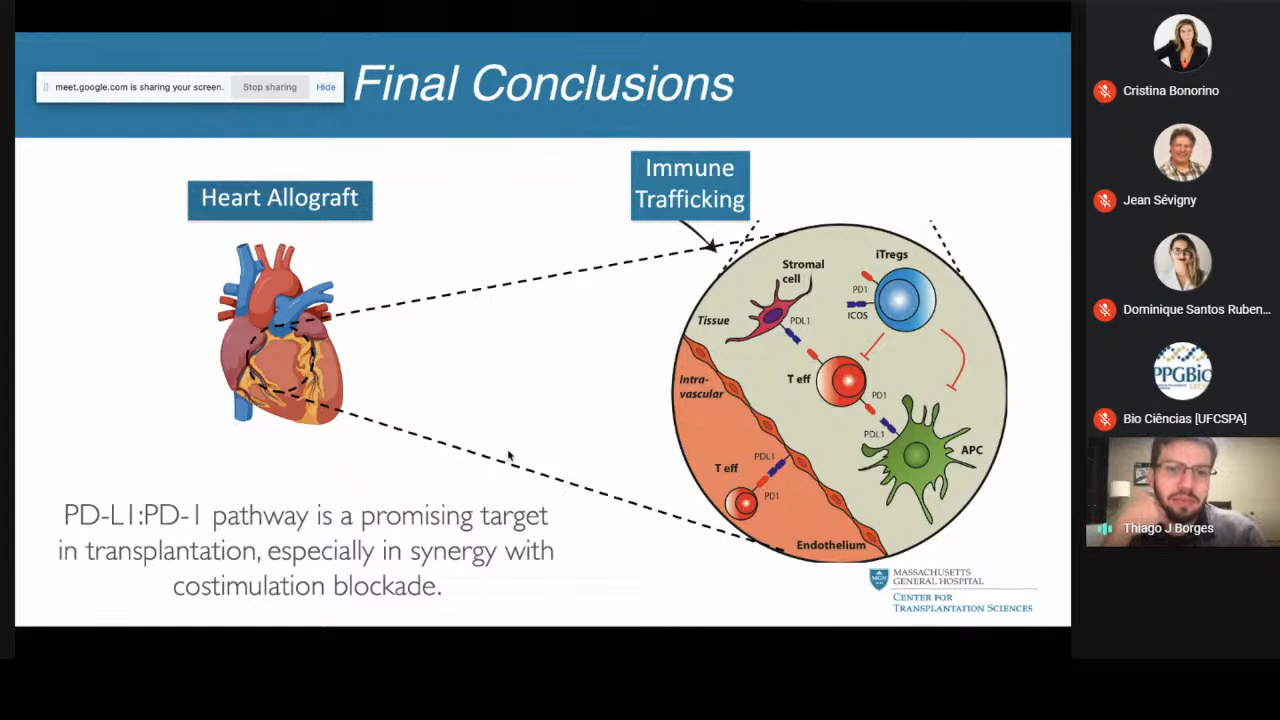 Final Conclusions
meet.google.com is sharing your screen.
Stop sharing
Hide
Heart Allograft
Immune
Trafficking
iTregs
Stromal
cell
PD1
ICOS
Tissue
PDL1
T eff
PD1
Intra-
vascular
PDL1
APC
PDL1
T eff
PD1
Endothelium
PD-L1:PD-1 pathway is a promising target
in transplantation, especially in synergy with
costimulation blockade.
MGH
MASSACHUSETTS
GENERAL HOSPITAL
CENTER FOR
TRANSPLANTATION SCIENCES
Cristina Bonorino
Jean Sévigny
Dominique Santos Ruben...
PPGBio
Bio Ciências [UFCSPA]
Thiago J Borges